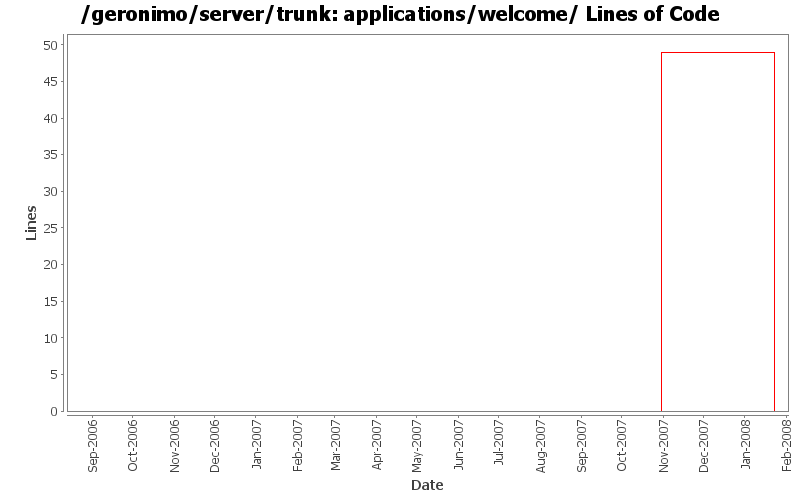 /geronimo/server/trunk: applications/welcome/ Lines of Code
50
45
40
35
30
25
20
15
10
5
0
Lines
Sep-2006
Oct-2006
Nov-2006
Dec-2006
Jan-2007
Feb-2007
Mar-2007
Apr-2007
May-2007
Jun-2007
Jul-2007
Aug-2007
Sep-2007
Oct-2007
Nov-2007
Dec-2007
Jan-2008
Feb-2008
Date